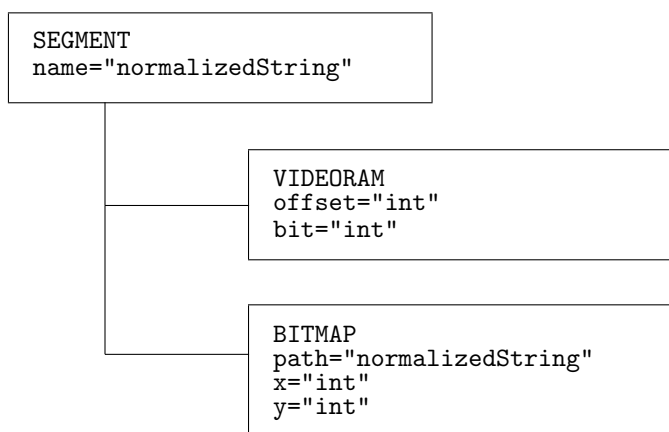 SEGMENT
name="normalizedString"
VIDEORAM
offset="int"
bit="int"
BITMAP
path="normalizedString"
x="int"
y="int"